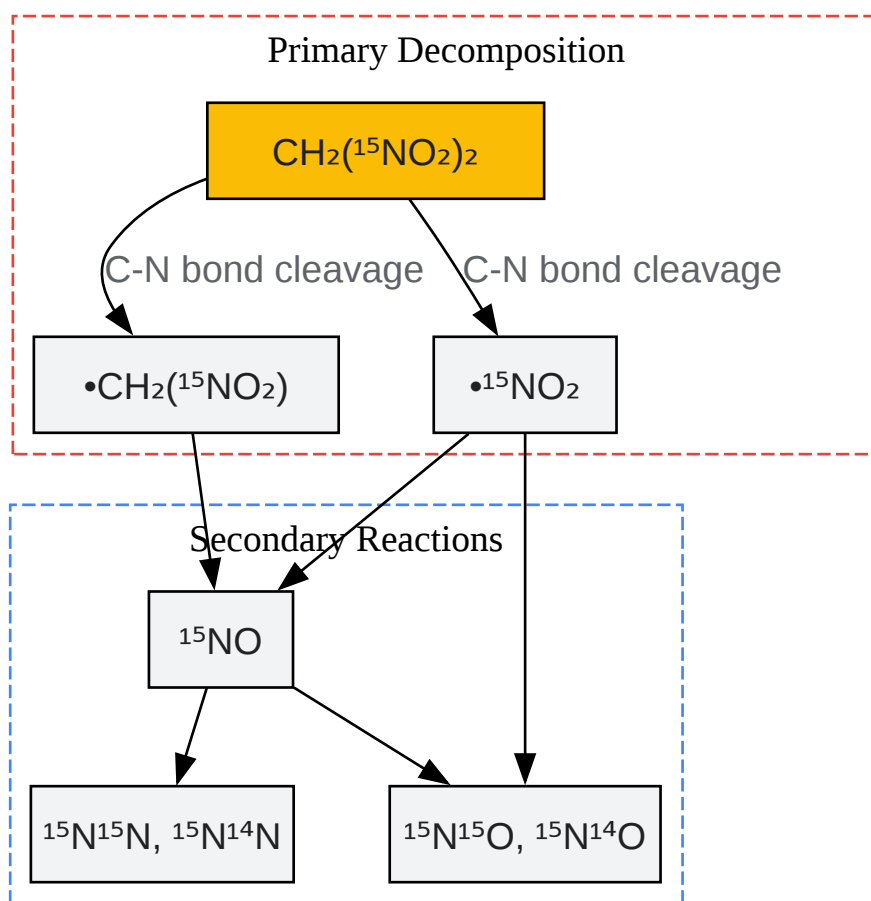 Primary Decomposition
CH₂(¹⁵NO₂)₂
C-N bond cleavage
C-N bond cleavage
•CH₂(¹⁵NO₂)
•¹⁵NO₂
Secondary Reactions
¹⁵NO
¹⁵N¹⁵N, ¹⁵N¹⁴N
¹⁵N¹⁵O, ¹⁵N¹⁴O